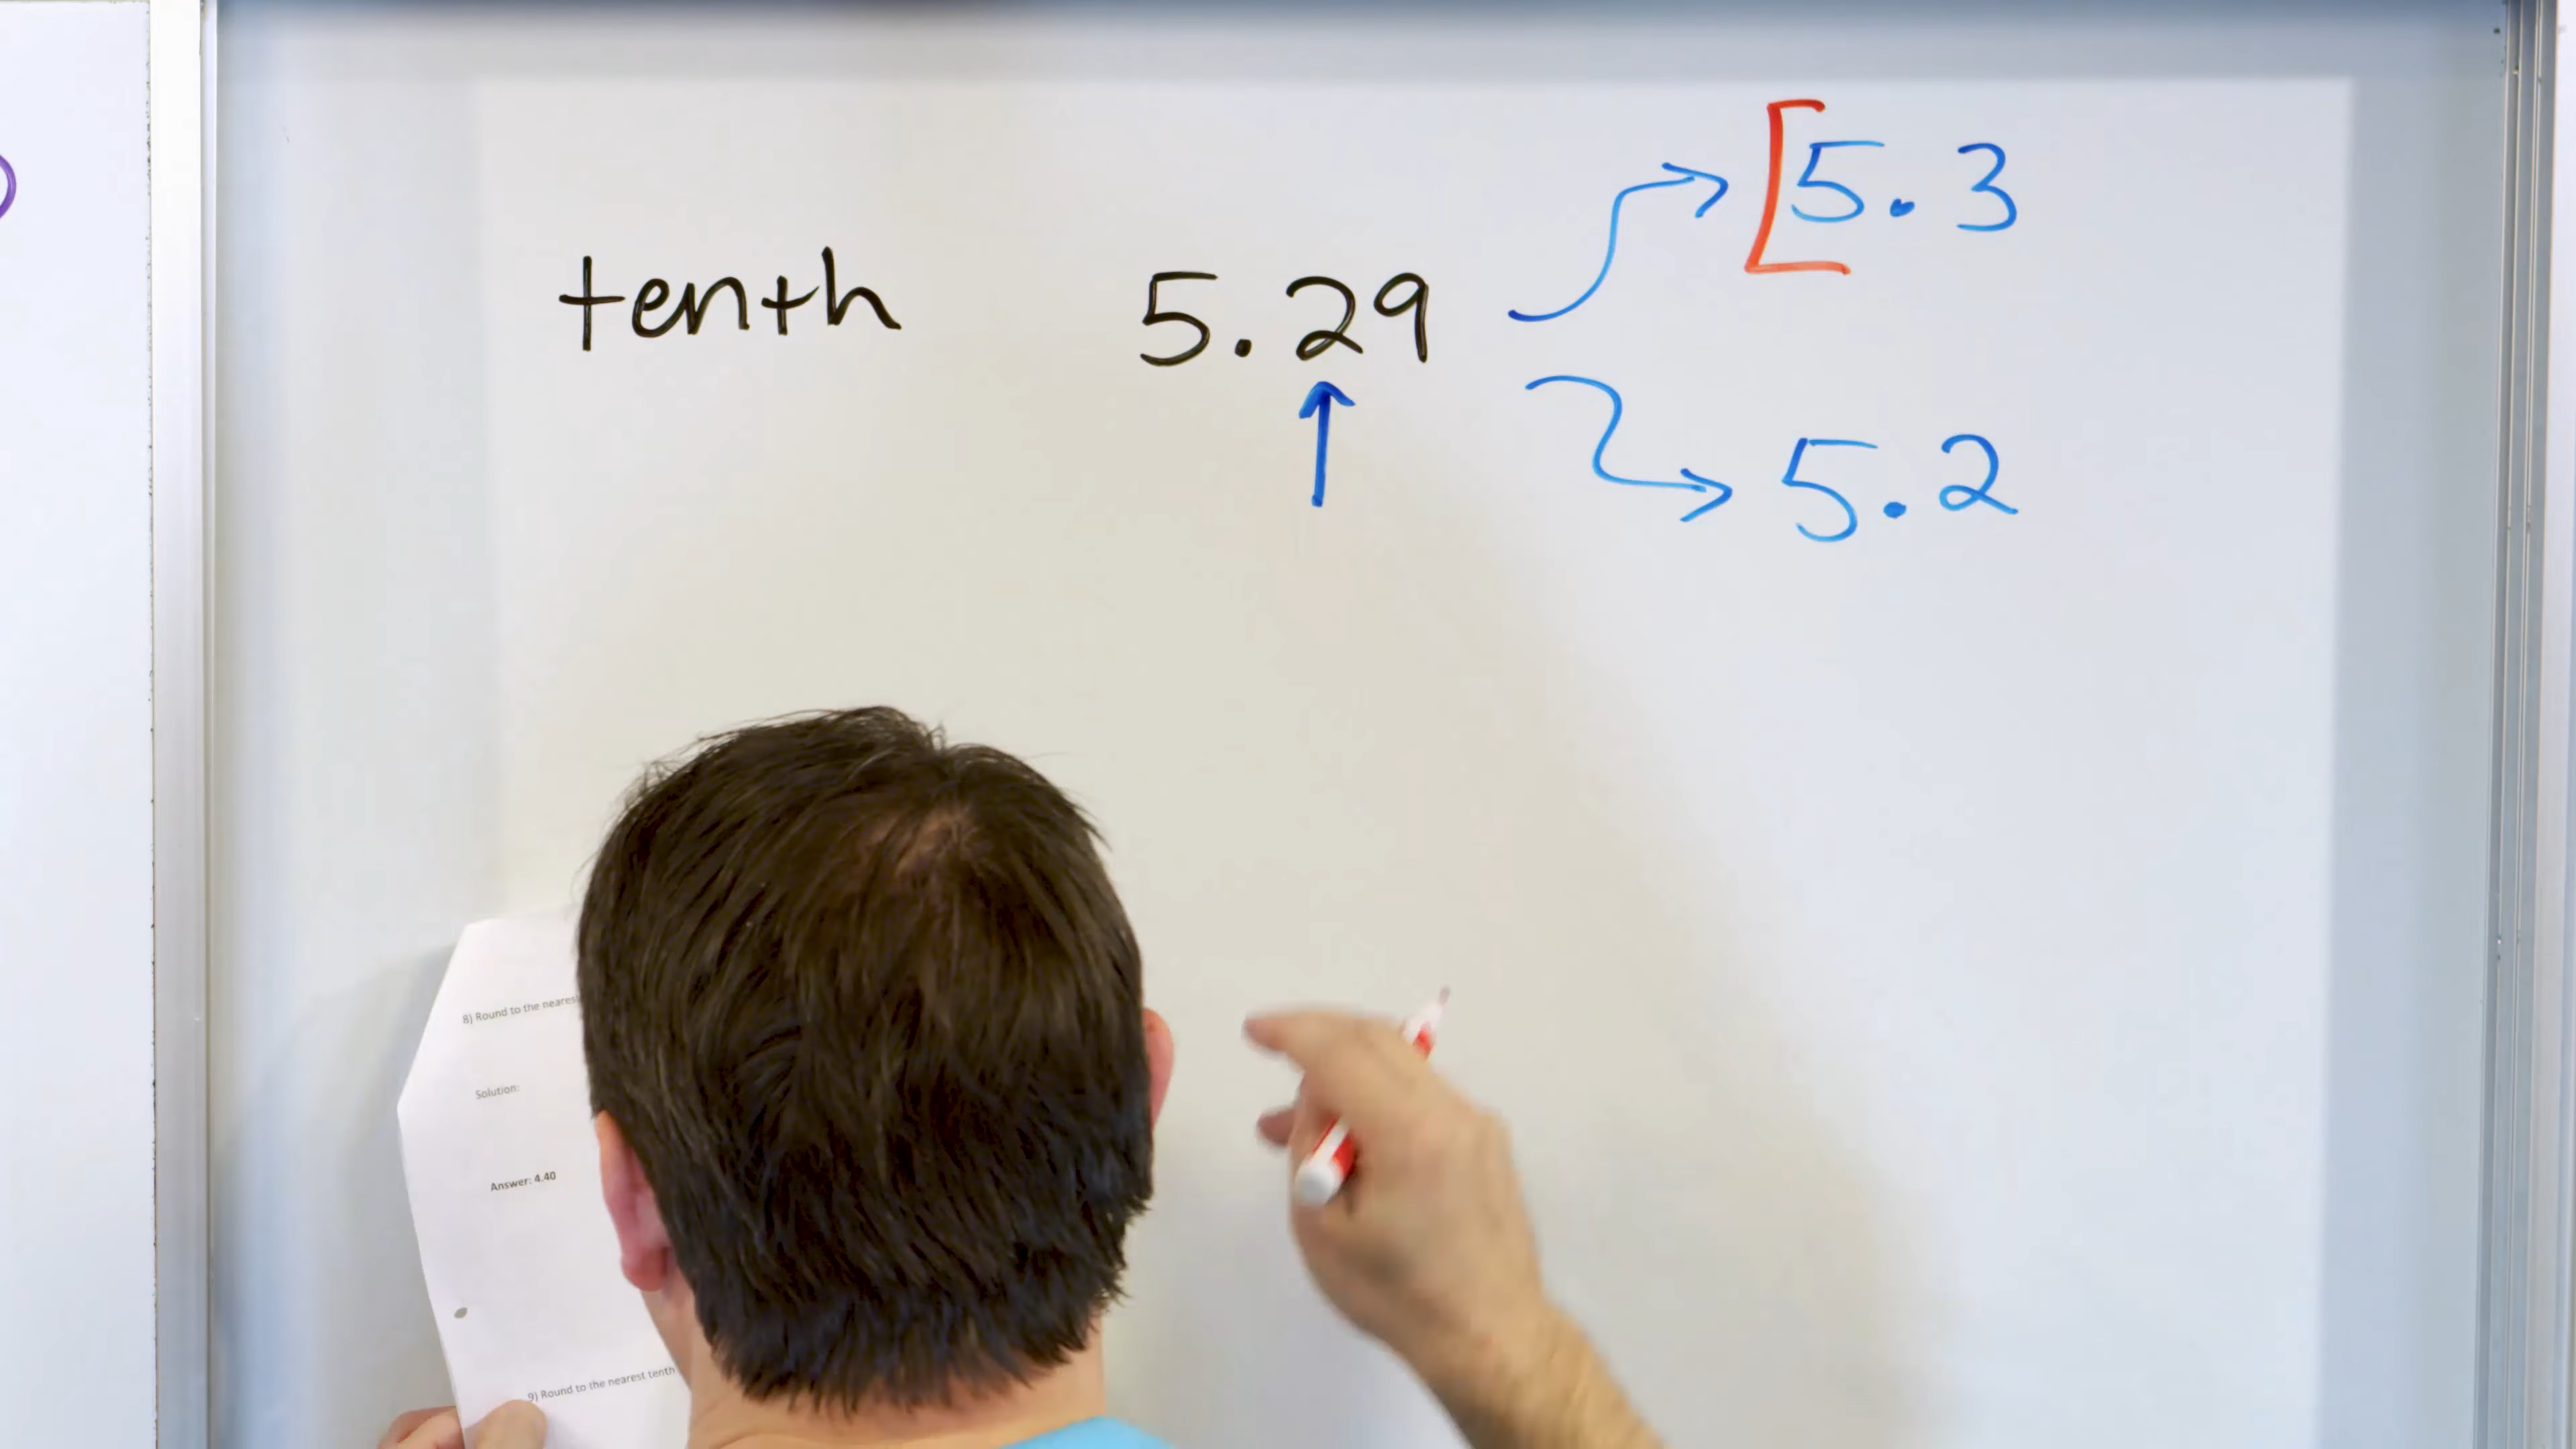 5.3
tenth 5.29
5.2
8) Round to the nearest
Solution:
Answer: 4.40
9) Round to the nearest tenth